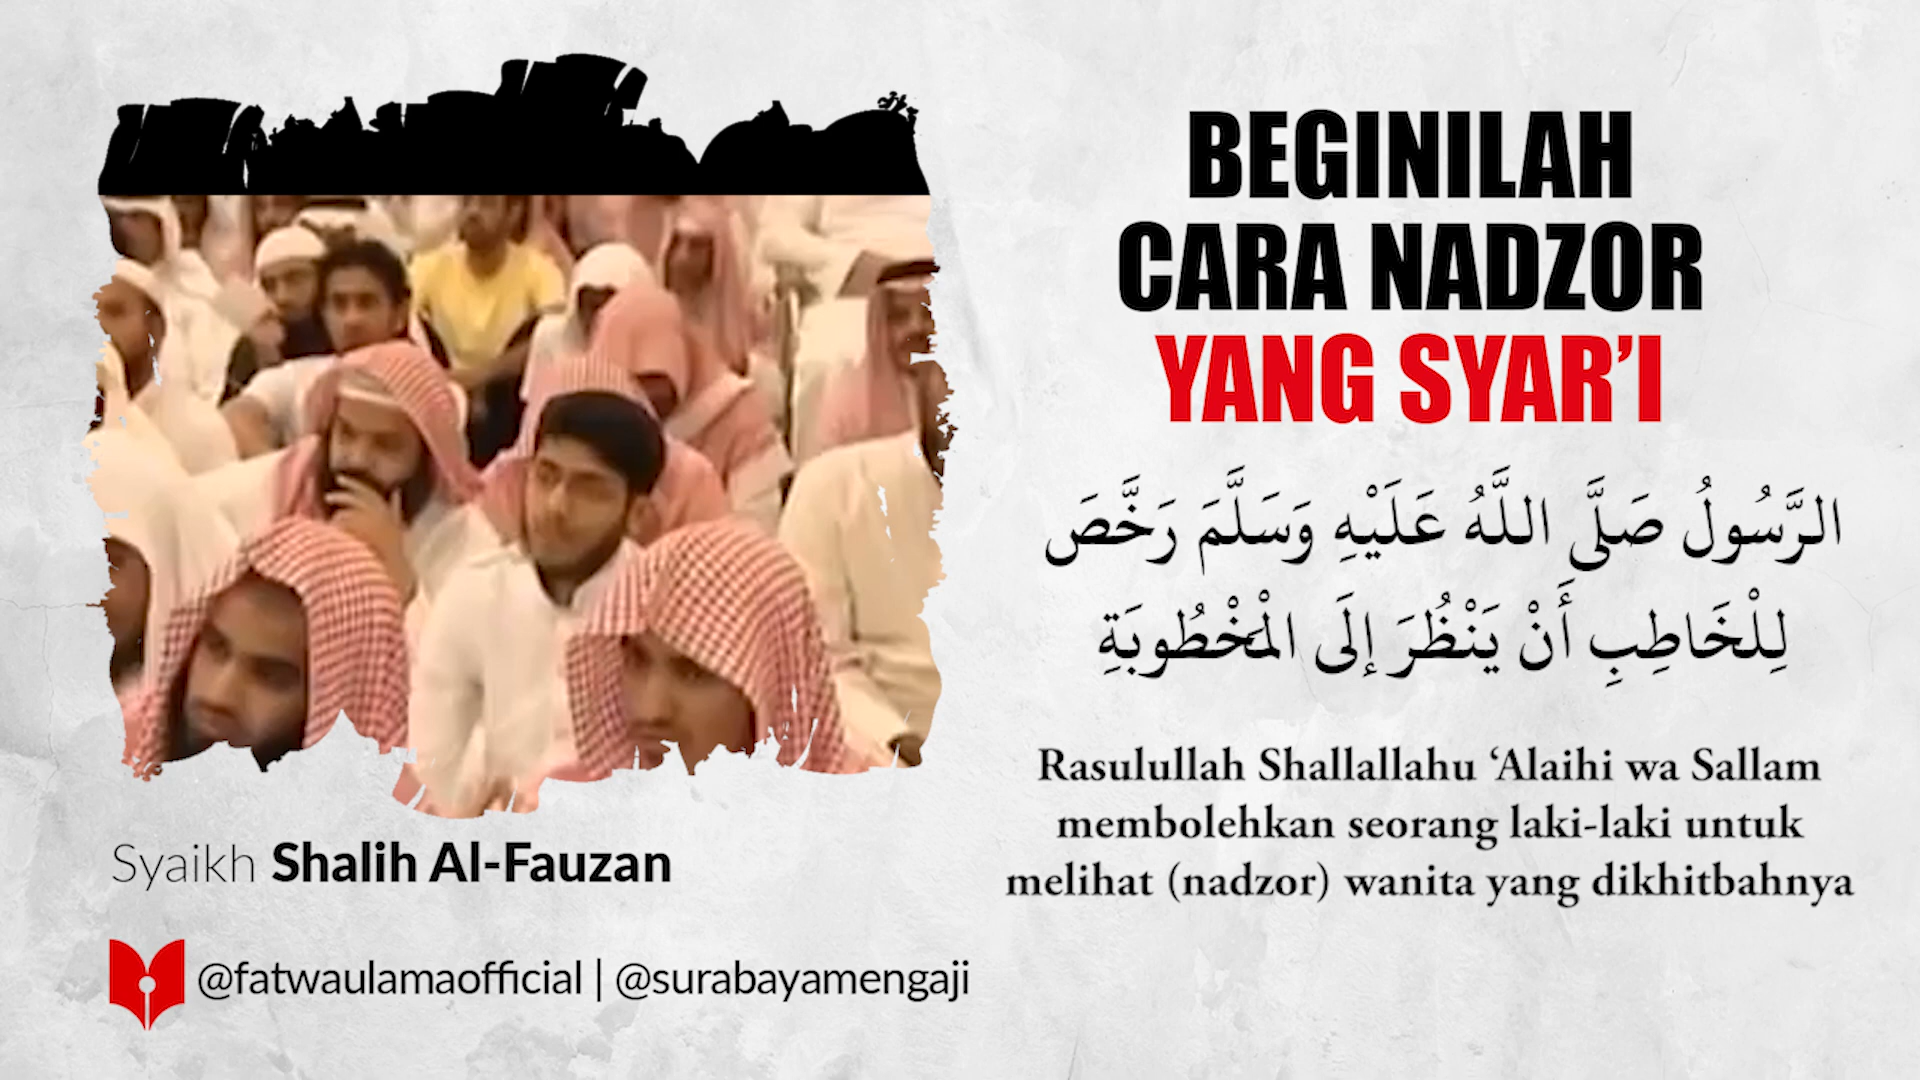 BEGINILAH
CARA NADZOR
YANG SYAR'I
الرَّسُولُ صَلَّى اللَّهُ عَلَيْهِ وَسَلَّمَ رَخَّصَ
لِلْخَاطِبِ أَنْ يَنْظُرَ إِلَى الْمَخْطُوبَةِ
Rasulullah Shallallahu ‘Alaihi wa Sallam
membolehkan seorang laki-laki untuk
melihat (nadzor) wanita yang dikhitbahnya
Syaikh Shalih Al-Fauzan
@fatwaulamaofficial | @surabayamengaji